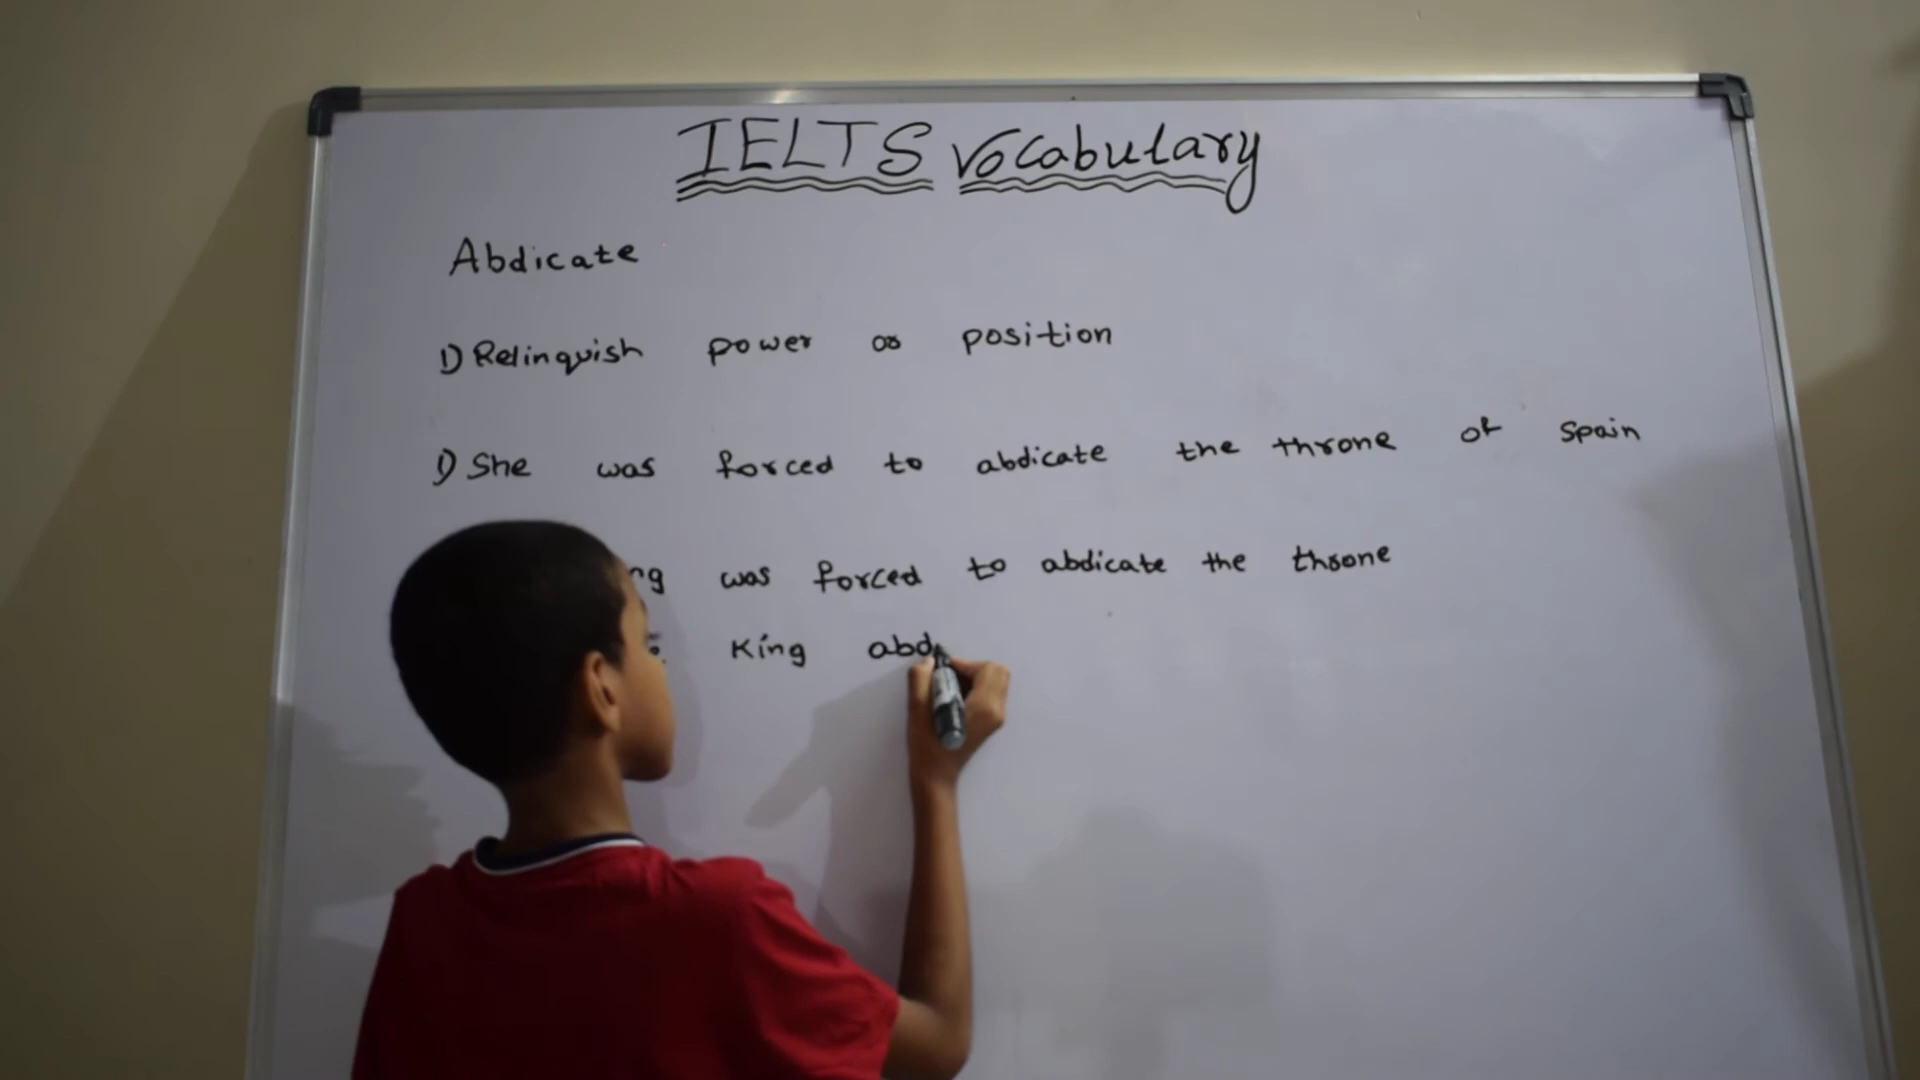 IELTS Vocabulary
Abdicate
1) Relinquish power or position
1) She was forced to abdicate the throne of Spain
was forced to abdicate the throne
King abd